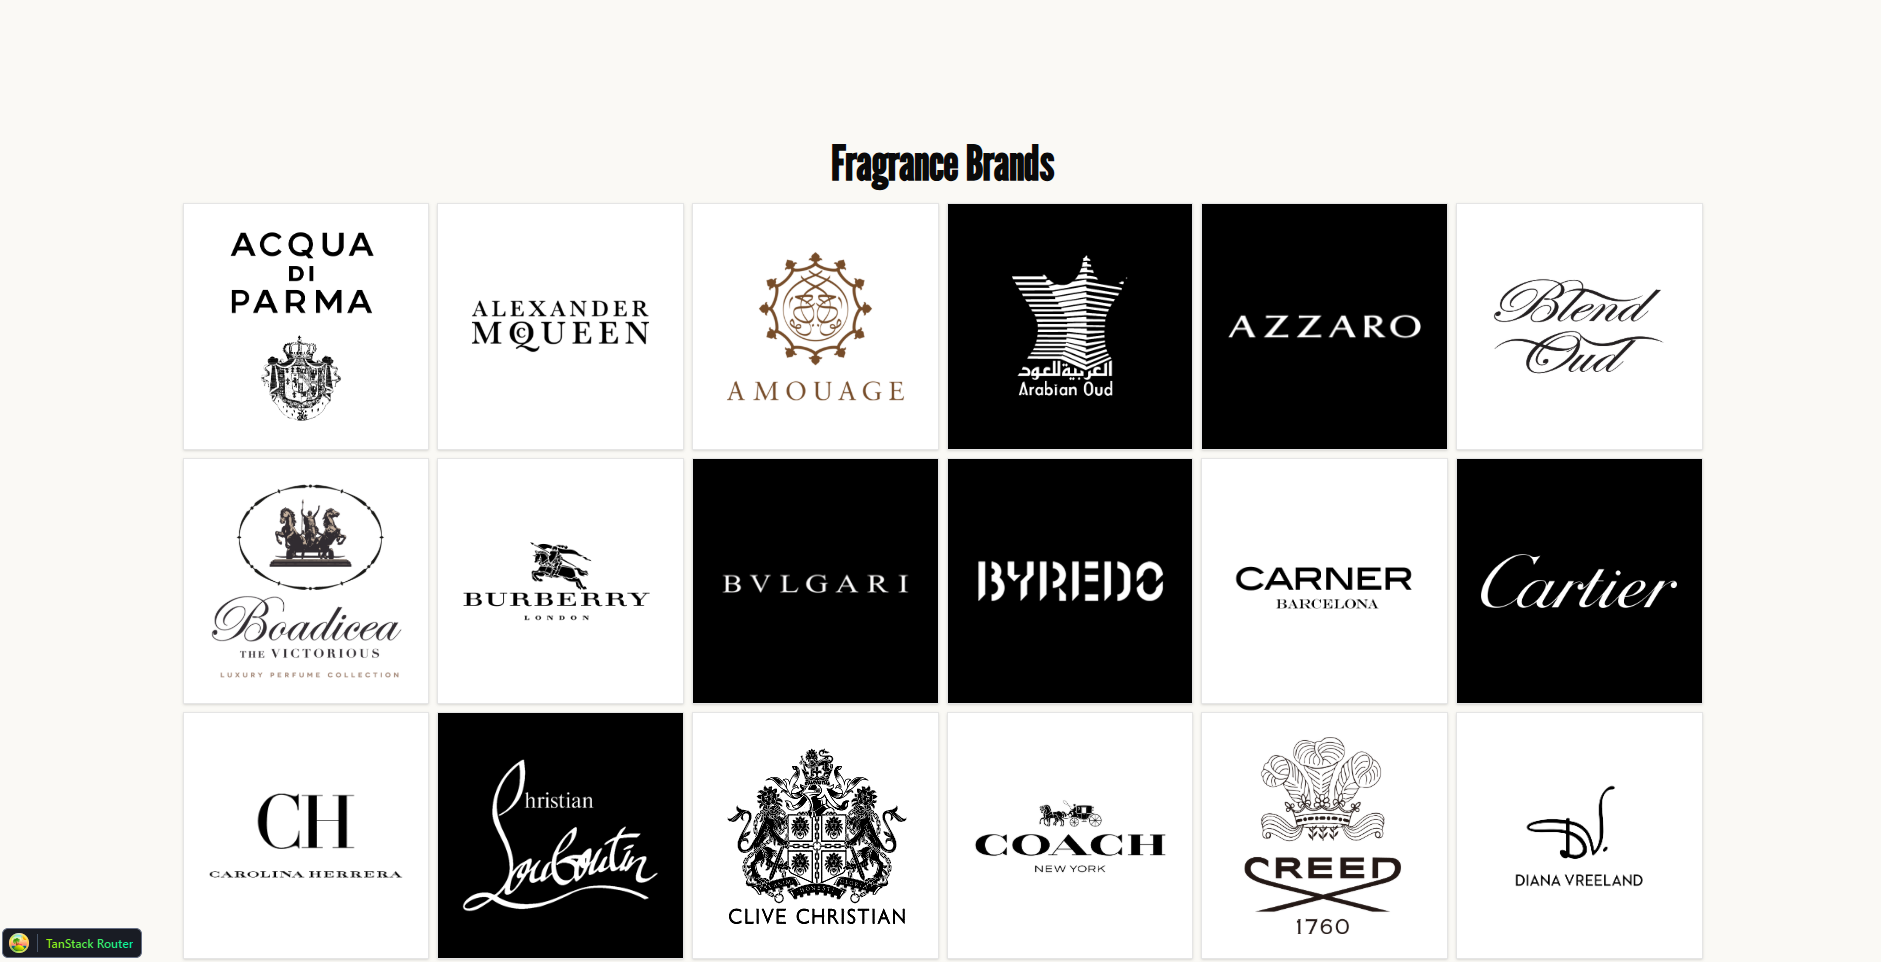 Fragrance Brands
ACQUA
DI
PARMA
ALEXANDER
MCQUEEN
AMOUAGE
العربية للعود
Arabian Oud
AZZARO
Blend
Oud
Boadicea
THE VICTORIOUS
LUXURY PERFUME COLLECTION
BURBERRY
LONDON
BVLGARI
BYREDO
CARNER
BARCELONA
Cartier
CH
CAROLINA HERRERA
Christian
Louboutin
CLIVE CHRISTIAN
COACH
NEW YORK
CREED
1760
DV.
DIANA VREELAND
TanStack Router